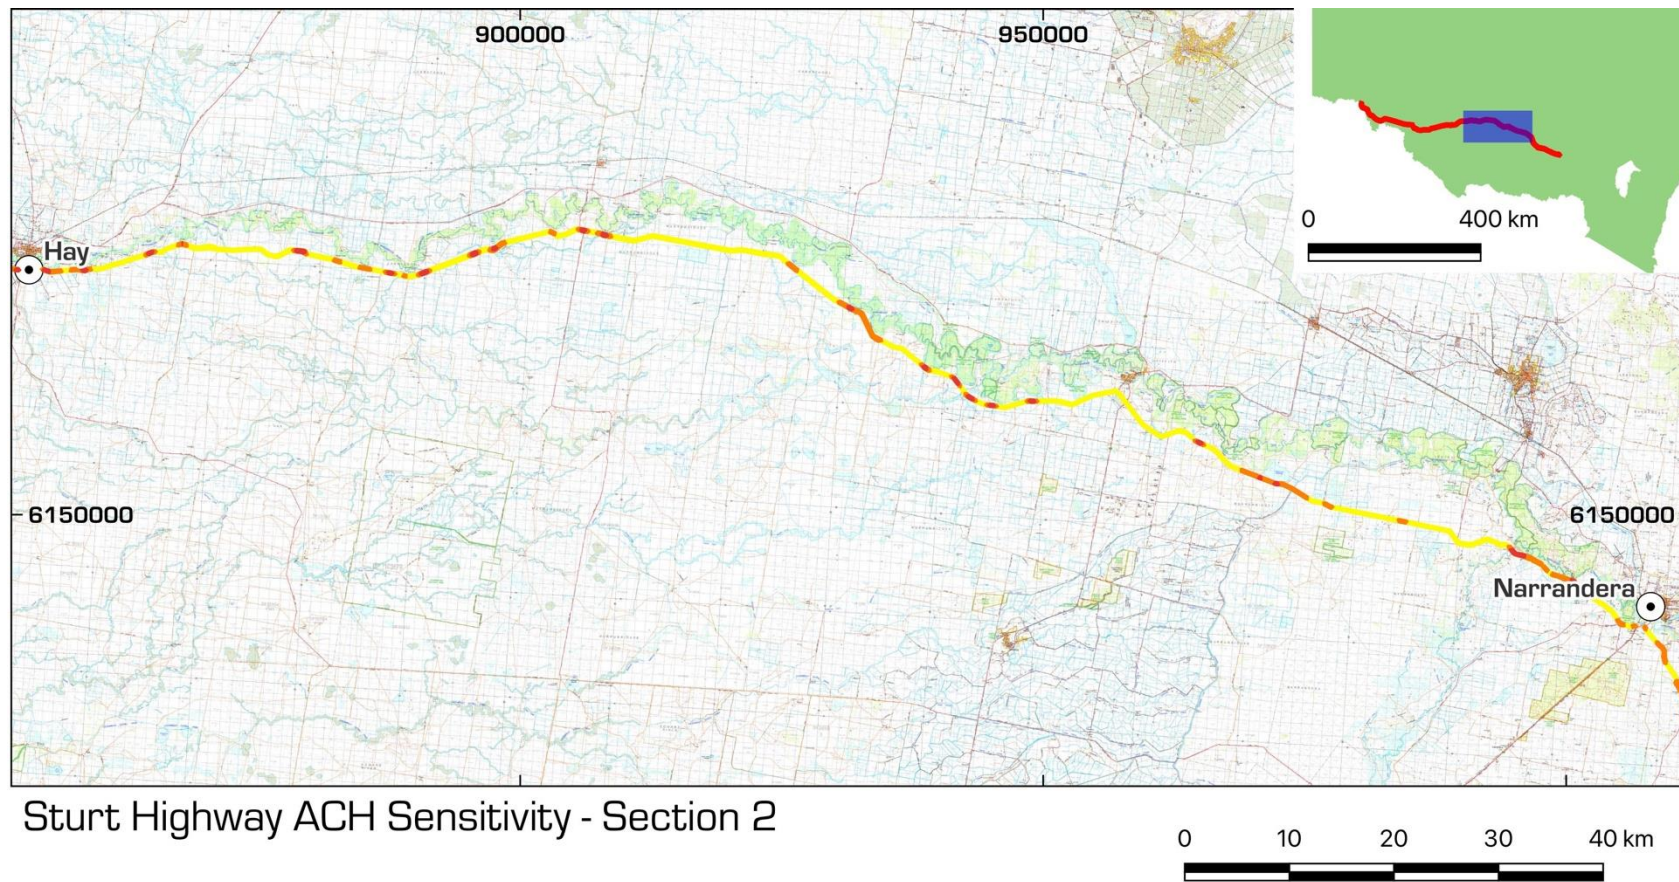 900000
950000
0 400 km
Hay
6150000
6150000
Narrandera
Sturt Highway ACH Sensitivity - Section 2
0 10 20 30 40 km